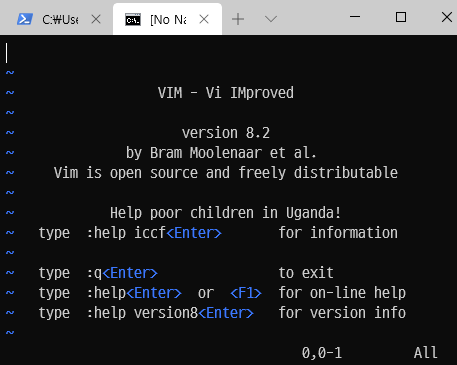 C:₩Use
[No Na
VIM - Vi IMproved
version 8.2
by Bram Moolenaar et al.
Vim is open source and freely distributable
Help poor children in Uganda!
type :help iccf<Enter> for information
type :q<Enter> to exit
type :help<Enter> or <F1> for on-line help
type :help version8<Enter> for version info
0,0-1 All